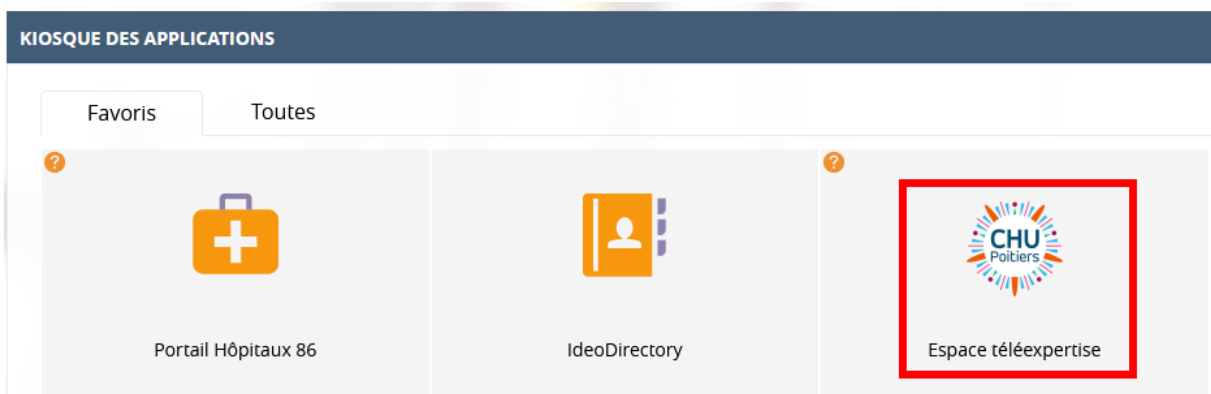 KIOSQUE DES APPLICATIONS
Favoris Toutes
? ?
CHU
Poitiers
Portail Hôpitaux 86 IdeoDirectory Espace téléexpertise